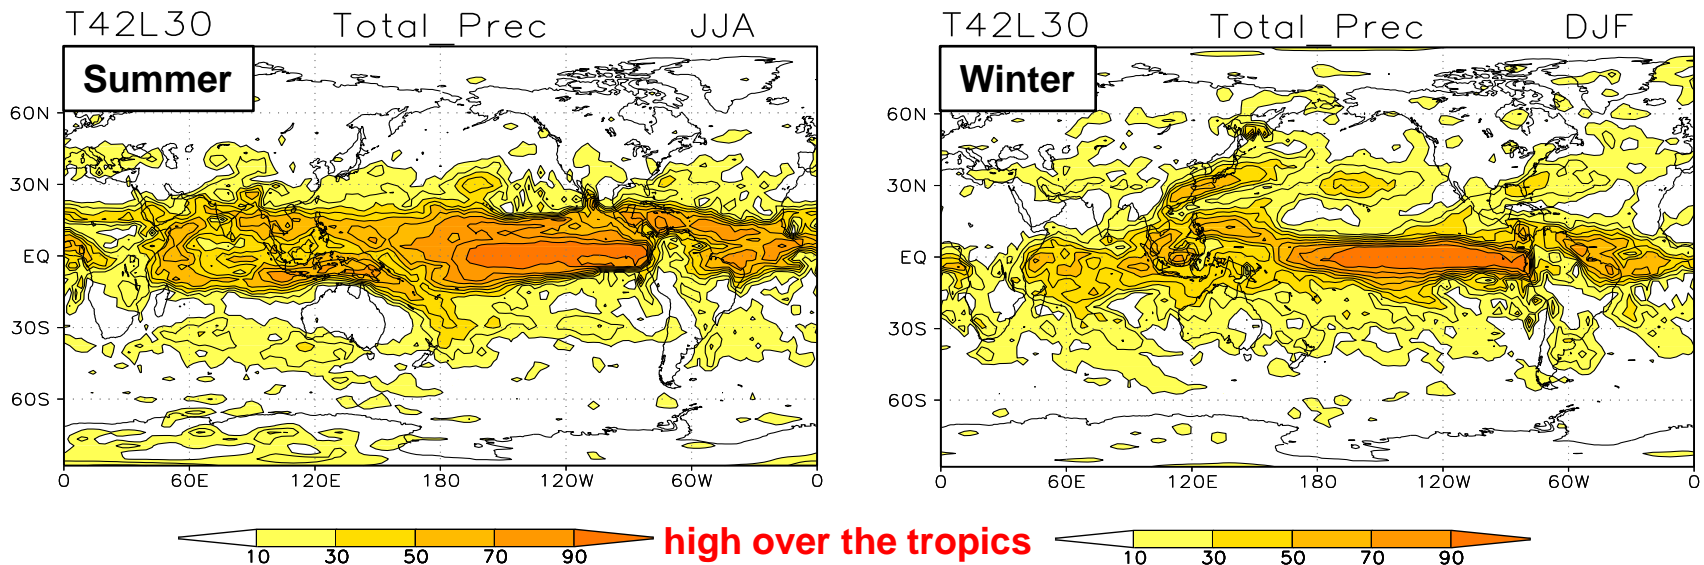 T42L30 Total_Prec JJA
Summer
60N
30N
EQ
30S
60S
0 60E 120E 180 120W 60W 0
T42L30 Total_Prec DJF
Winter
60N
30N
EQ
30S
60S
0 60E 120E 180 120W 60W 0
10 30 50 70 90
high over the tropics
10 30 50 70 90